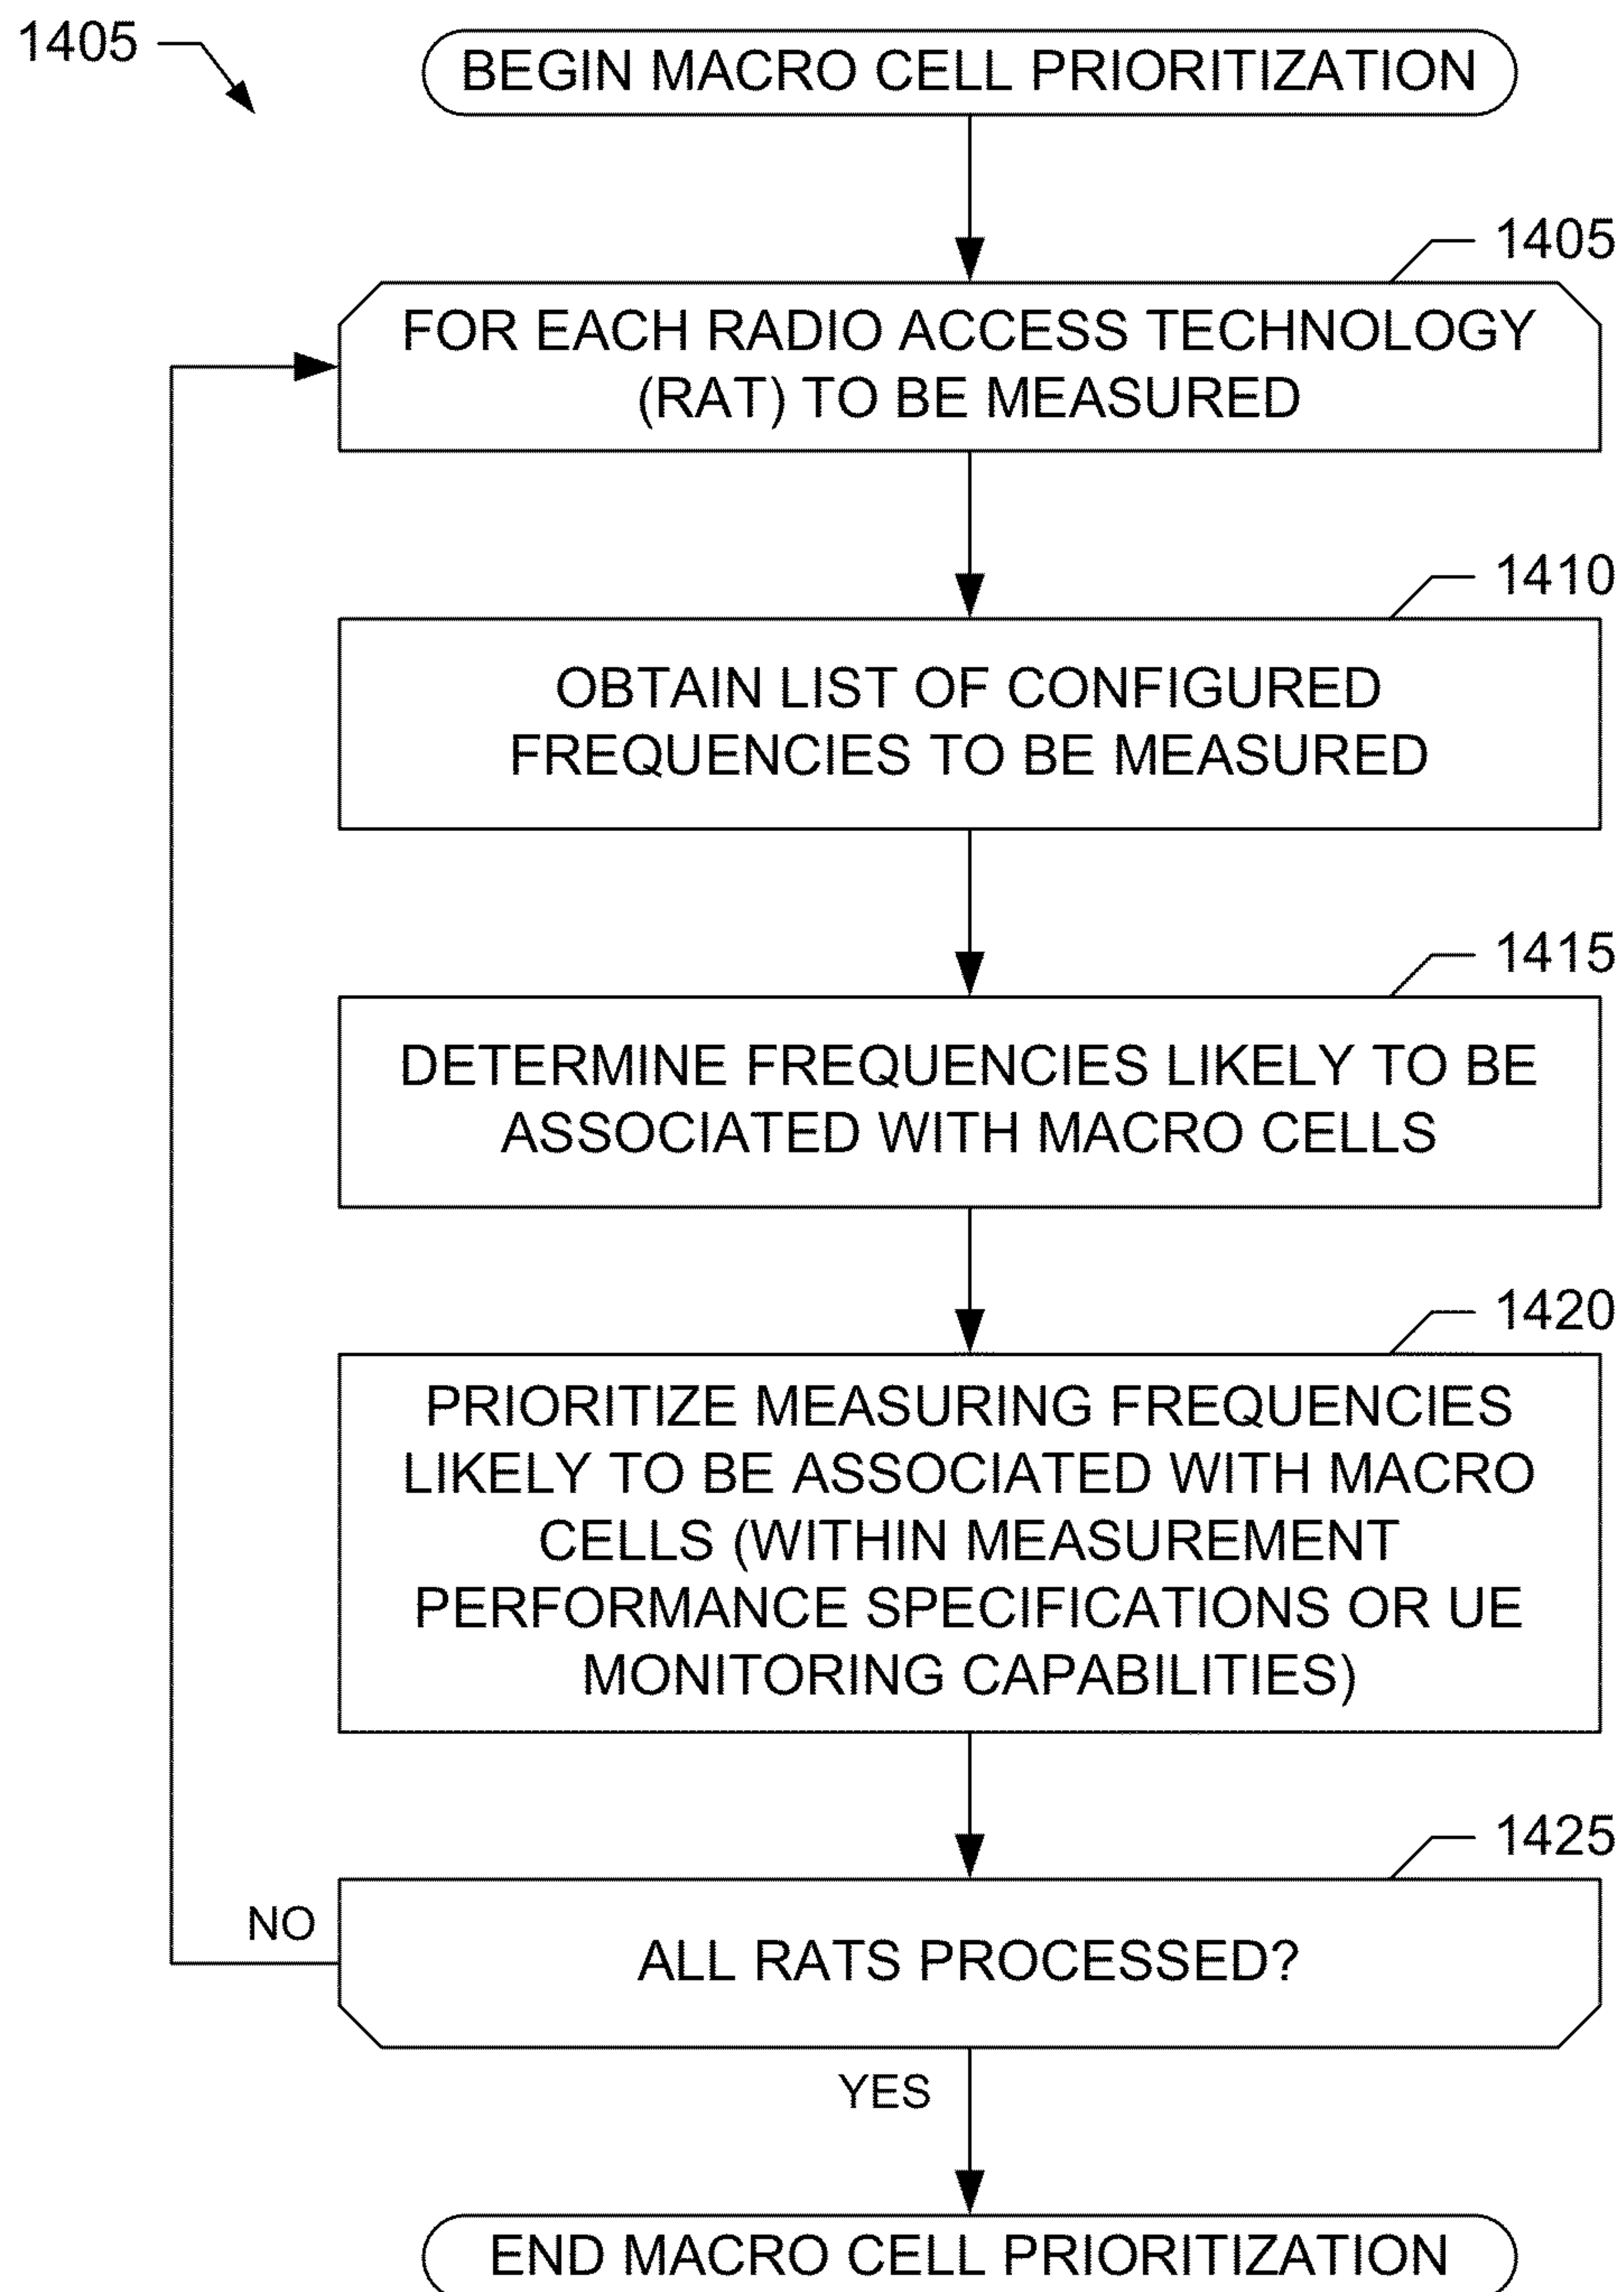 1405
BEGIN MACRO CELL PRIORITIZATION
1405
FOR EACH RADIO ACCESS TECHNOLOGY
(RAT) TO BE MEASURED
1410
OBTAIN LIST OF CONFIGURED
FREQUENCIES TO BE MEASURED
1415
DETERMINE FREQUENCIES LIKELY TO BE
ASSOCIATED WITH MACRO CELLS
1420
PRIORITIZE MEASURING FREQUENCIES
LIKELY TO BE ASSOCIATED WITH MACRO
CELLS (WITHIN MEASUREMENT
PERFORMANCE SPECIFICATIONS OR UE
MONITORING CAPABILITIES)
1425
NO
ALL RATS PROCESSED?
YES
END MACRO CELL PRIORITIZATION